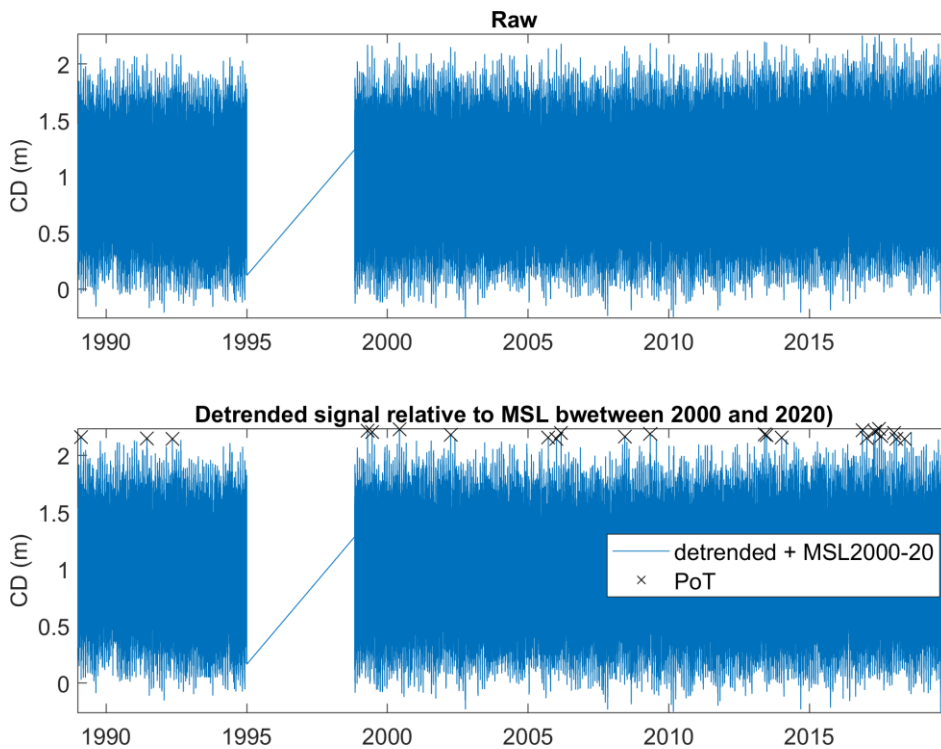 Raw
CD (m)
2
1.5
1
0.5
0
1990 1995 2000 2005 2010 2015
Detrended signal relative to MSL bwetween 2000 and 2020)
CD (m)
2
1.5
1
0.5
0
detrended + MSL2000-20
PoT
1990 1995 2000 2005 2010 2015